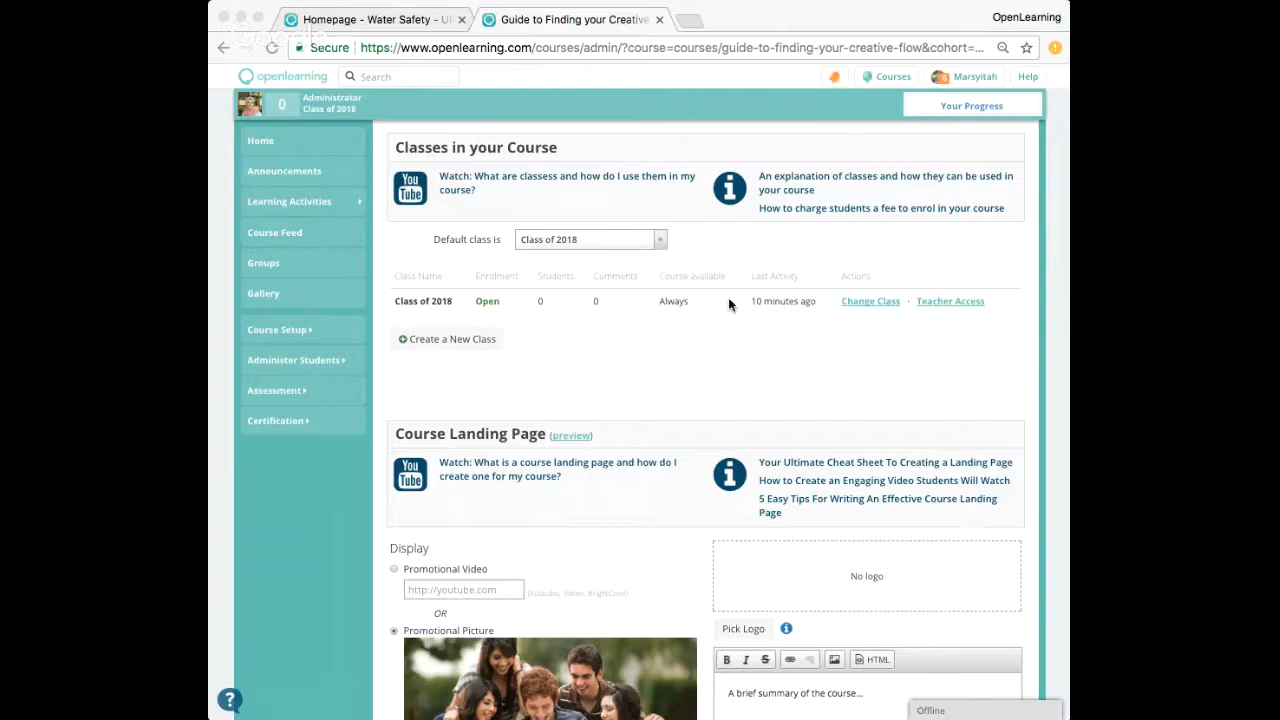 Homepage - Water Safety - U
Guide to Finding your Creative
OpenLearning
Secure
https://www.openlearning.com/courses/admin/?course=courses/guide-to-finding-your-creative-flow&cohort=...
openlearning
Search
Courses
Marsyitah
Help
0
Administrator
Class of 2018
Your Progress
Home
Announcements
Learning Activities
Course Feed
Groups
Gallery
Course Setup
Administer Students
Assessment
Certification
Classes in your Course
You
Tube
Watch: What are classess and how do I use them in my
course?
An explanation of classes and how they can be used in
your course
How to charge students a fee to enrol in your course
Default class is
Class of 2018
Class Name Enrolment Students Comments Course available Last Activity Actions
Class of 2018 Open 0 0 Always 10 minutes ago Change Class · Teacher Access
Create a New Class
Course Landing Page (preview)
You
Tube
Watch: What is a course landing page and how do I
create one for my course?
Your Ultimate Cheat Sheet To Creating a Landing Page
How to Create an Engaging Video Students Will Watch
5 Easy Tips For Writing An Effective Course Landing
Page
Display
Promotional Video
http://youtube.com
(Youtube, Vimeo, BrightCove)
OR
Promotional Picture
No logo
Pick Logo
B I S HTML
A brief summary of the course...
Offline
?